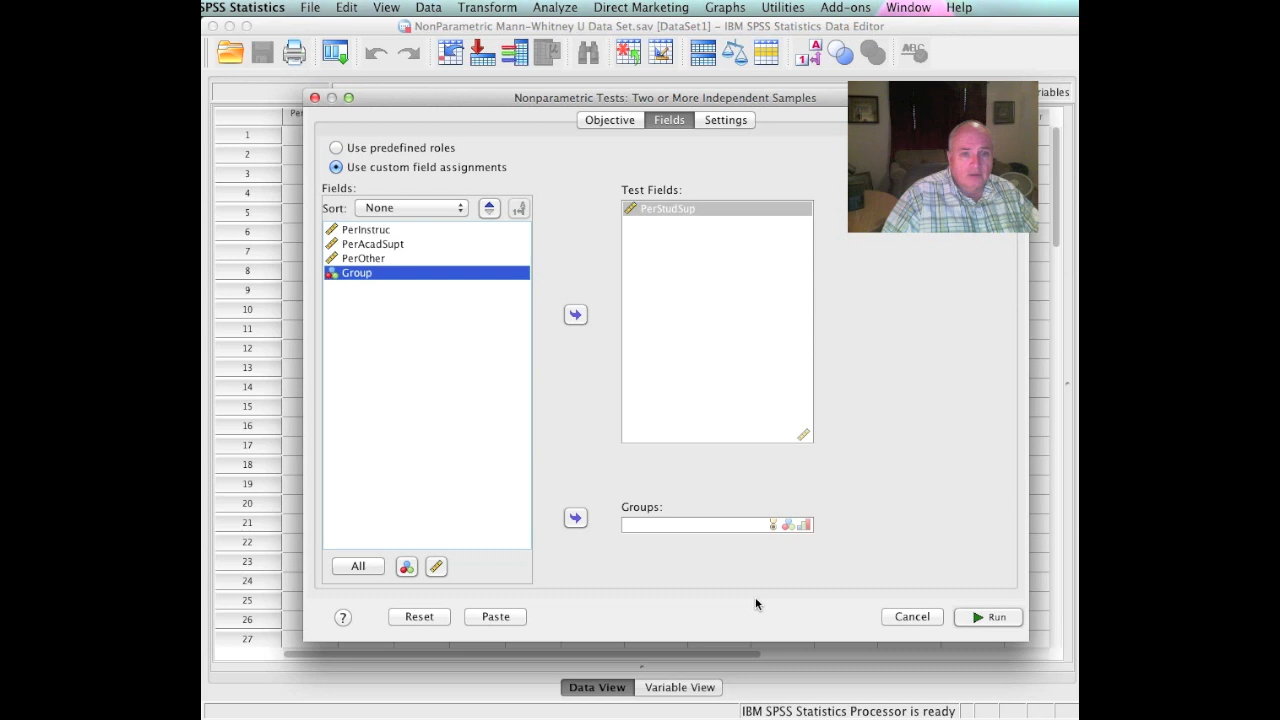 SPSS Statistics File Edit View Data Transform Analyze Direct Marketing Graphs Utilities Add-ons Window Help
NonParametric Mann-Whitney U Data Set.sav [DataSet1] – IBM SPSS Statistics Data Editor
A
1
ABC
Nonparametric Tests: Two or More Independent Samples
riables
Objective Fields Settings
Per
r
1
2
3
4
5
6
7
8
9
10
11
12
13
14
15
16
17
18
19
20
21
22
23
24
25
26
27
Use predefined roles
Use custom field assignments
Fields:
Sort: None
PerInstruc
PerAcadSupt
PerOther
Group
All
Test Fields:
PerStudSup
Groups:
? Reset Paste Cancel Run
Data View Variable View
IBM SPSS Statistics Processor is ready